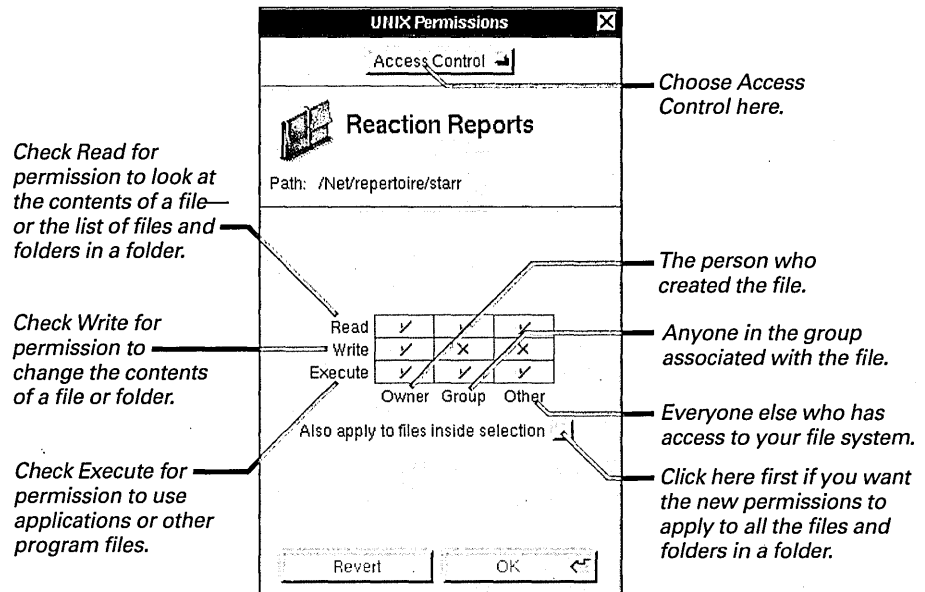 UNIX Permissions
Access Control
Choose Access
Control here.
Reaction Reports
Path: /Net/repertoire/starr
Check Read for
permission to look at
the contents of a file—
or the list of files and
folders in a folder.
The person who
created the file.
Read
Check Write for
permission to
change the contents
of a file or folder.
Write
Anyone in the group
associated with the file.
Execute
Owner Group Other
Everyone else who has
access to your file system.
Also apply to files inside selection
Check Execute for
permission to use
applications or other
program files.
Click here first if you want
the new permissions to
apply to all the files and
folders in a folder.
Revert
OK